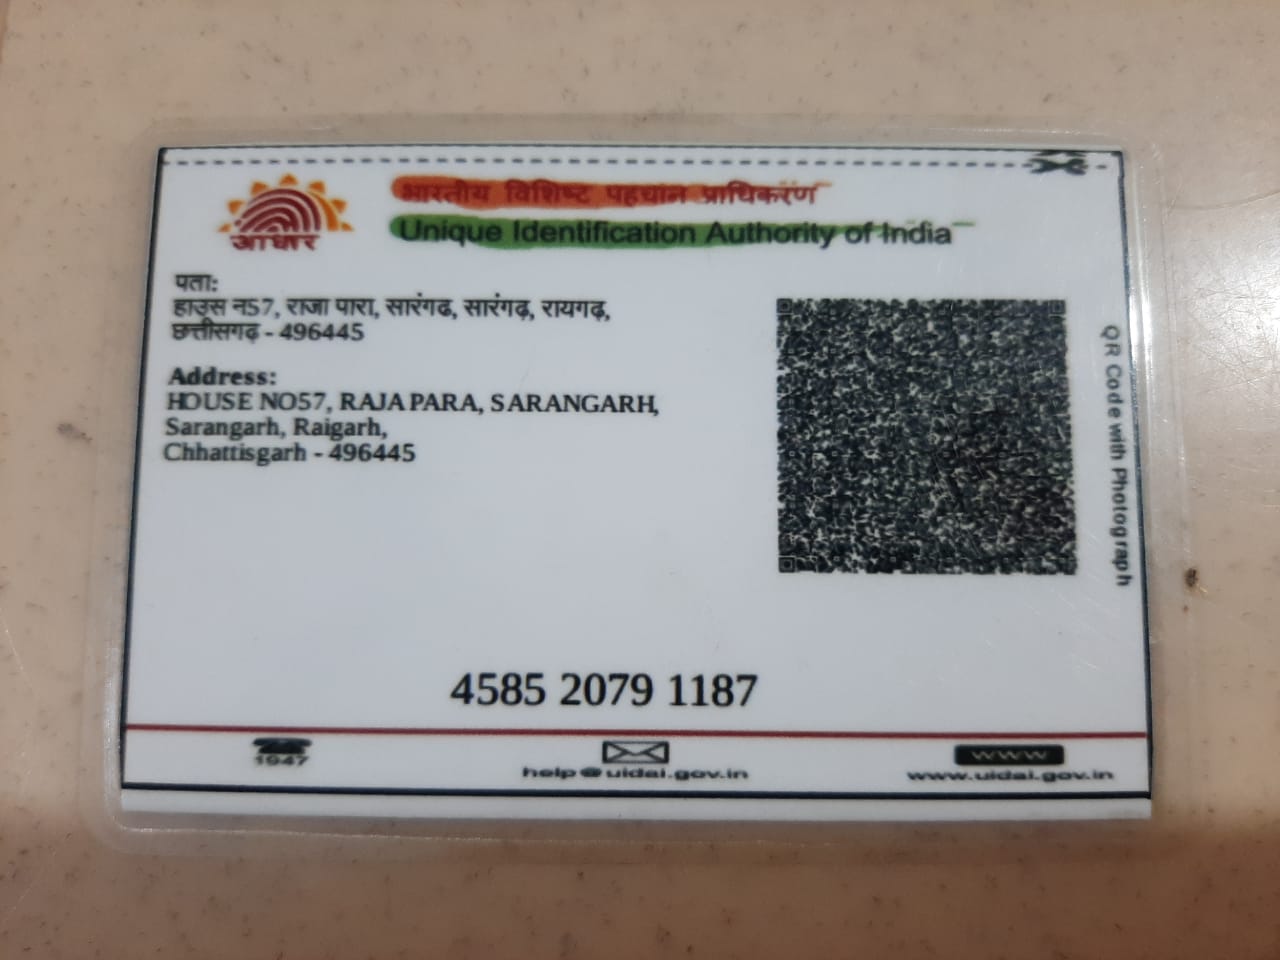 भारतीय विशिष्ट पहचान प्राधिकरण
Unique Identification Authority of India
आधार
पता:
हाउस न57, राजा पारा, सारंगढ, सारंगढ़, रायगढ़,
छत्तीसगढ़ - 496445
Address:
HOUSE NO57, RAJA PARA, SARANGARH,
Sarangarh, Raigarh,
Chhattisgarh - 496445
QR Code with Photograph
4585 2079 1187
1947
help@uidai.gov.in
www
www.uidai.gov.in